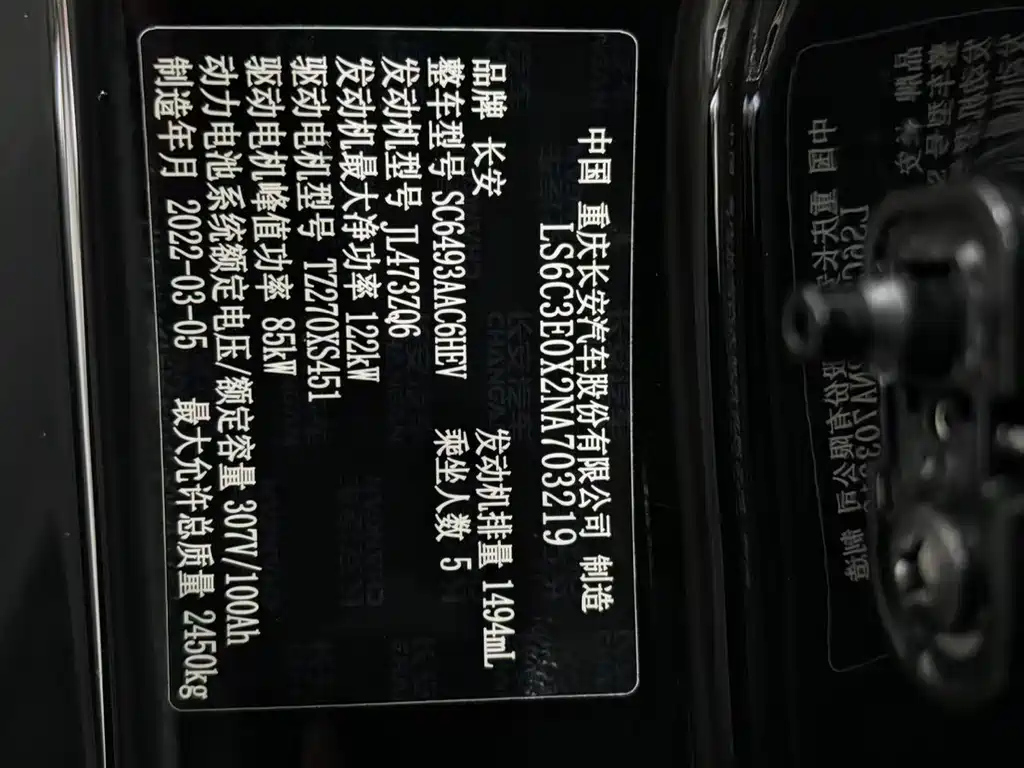 中国 重庆长安汽车股份有限公司 制造
LS6C3E0X2NA703219
品牌 长安 发动机排量 1494mL
整车型号 SC6493AAC6HEV 乘坐人数 5
发动机型号 JL473ZQ6
发动机最大净功率 122kW
驱动电机型号 TZ270XS451
驱动电机峰值功率 85kW
动力电池系统额定电压/额定容量 307V/100Ah
制造年月 2022-03-05 最大允许总质量 2450kg